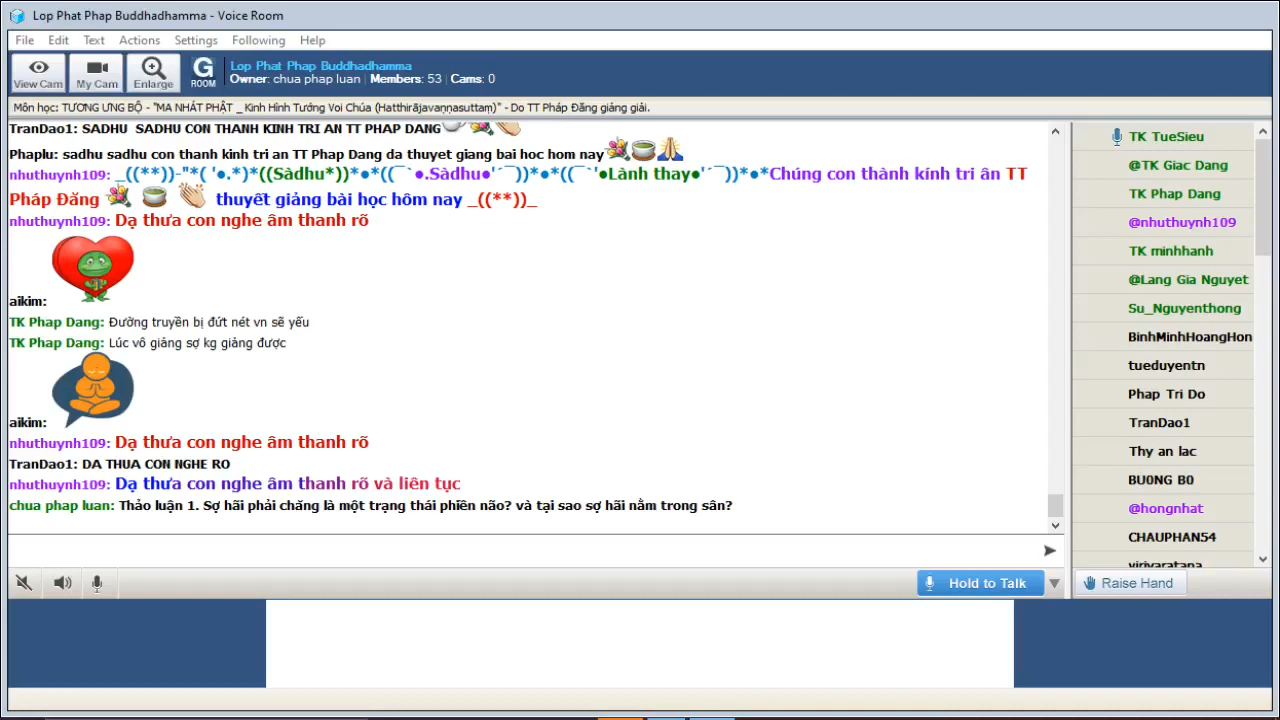 Lop Phat Phap Buddhadhamma - Voice Room
File Edit Text Actions Settings Following Help
View Cam My Cam Enlarge G ROOM
Lop Phat Phap Buddhadhamma
Owner: chua phap luan | Members: 53 | Cams: 0
Môn học: TƯƠNG ƯNG BỘ - "MA NHÁT PHẬT _ Kinh Hình Tướng Voi Chúa (Hatthirājavaṇṇasuttaṃ)" - Do TT Pháp Đăng giảng giải.
TranDao1: SADHU SADHU CON THANH KINH TRI AN TT PHAP DANG
Phaplu: sadhu sadhu con thanh kinh tri an TT Phap Dang da thuyet giang bai hoc hom nay
nhuthuynh109: _((**))-"*( '●.*)*((Sàdhu*))*●*((¯`●.Sàdhu●'´¯))*●*((¯`'●Lành thay●'´¯))*●*Chúng con thành kính tri ân TT
Pháp Đăng thuyết giảng bài học hôm nay _((**))_
nhuthuynh109: Dạ thưa con nghe âm thanh rõ
aikim:
TK Phap Dang: Đường truyền bị đứt nét vn sẽ yếu
TK Phap Dang: Lúc vô giảng sợ kg giảng được
aikim:
nhuthuynh109: Dạ thưa con nghe âm thanh rõ
TranDao1: DA THUA CON NGHE RO
nhuthuynh109: Dạ thưa con nghe âm thanh rõ và liên tục
chua phap luan: Thảo luận 1. Sợ hãi phải chăng là một trạng thái phiền não? và tại sao sợ hãi nằm trong sân?
Hold to Talk
TK TueSieu
@TK Giac Dang
TK Phap Dang
@nhuthuynh109
TK minhhanh
@Lang Gia Nguyet
Su_Nguyenthong
BinhMinhHoangHon
tueduyentn
Phap Tri Do
TranDao1
Thy an lac
BU0NG B0
@hongnhat
CHAUPHAN54
viriyaratana
Raise Hand